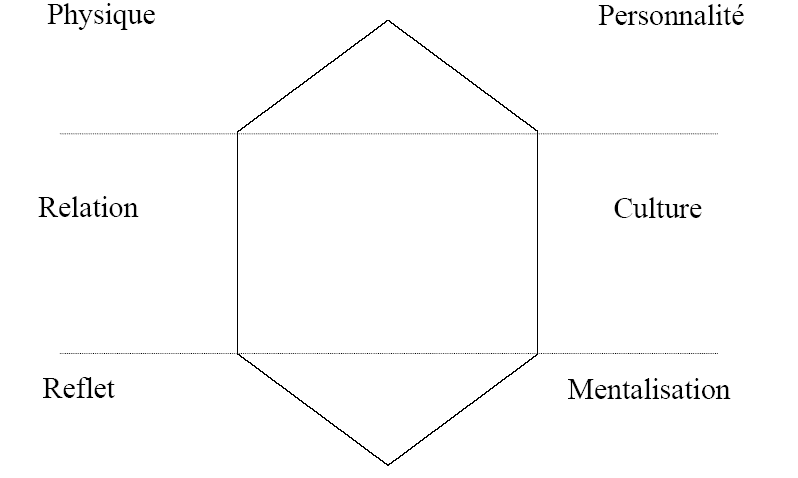 Physique
Personnalité
Relation
Culture
Reflet
Mentalisation